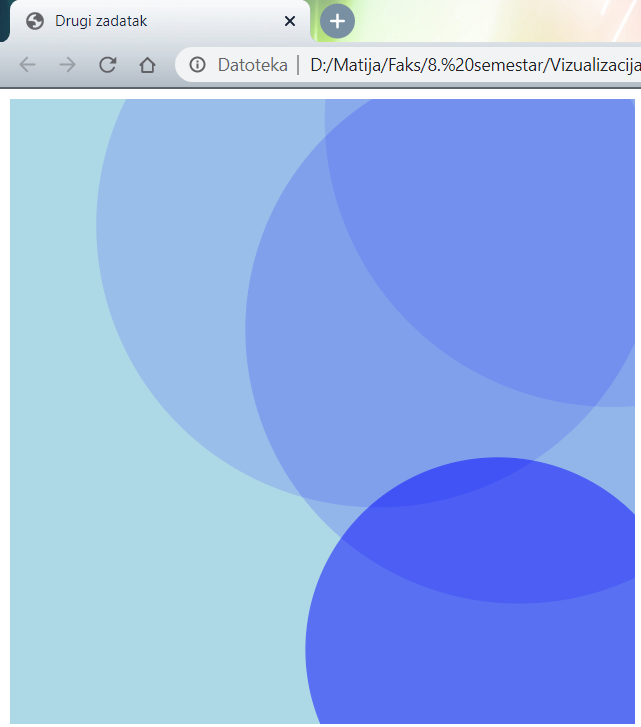 Drugi zadatak
Datoteka | D:/Matija/Faks/8.%20semestar/Vizualizacija